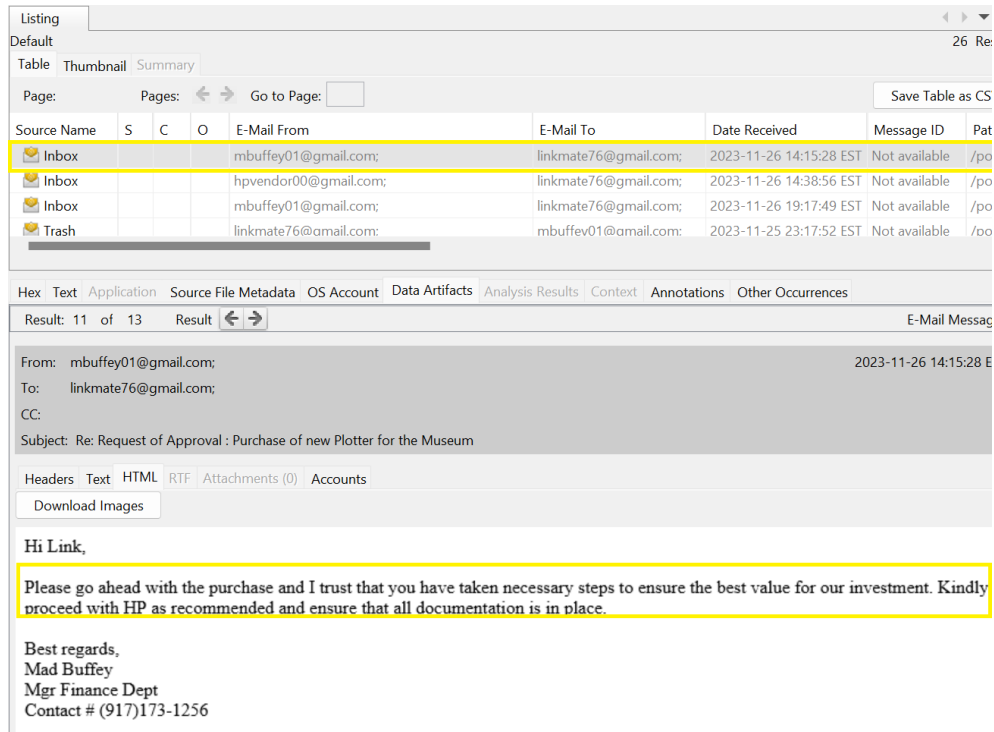 Listing
Default
26 Res
Table Thumbnail Summary
Page: Pages: Go to Page: Save Table as CS
Source Name S C O E-Mail From E-Mail To Date Received Message ID Pat
Inbox mbuffey01@gmail.com; linkmate76@gmail.com; 2023-11-26 14:15:28 EST Not available /po
Inbox hpvendor00@gmail.com; linkmate76@gmail.com; 2023-11-26 14:38:56 EST Not available /po
Inbox mbuffey01@gmail.com; linkmate76@gmail.com; 2023-11-26 19:17:49 EST Not available /po
Trash linkmate76@gmail.com; mbuffey01@gmail.com; 2023-11-25 23:17:52 EST Not available /po
Hex Text Application Source File Metadata OS Account Data Artifacts Analysis Results Context Annotations Other Occurrences
Result: 11 of 13 Result E-Mail Messag
From: mbuffey01@gmail.com; 2023-11-26 14:15:28 E
To: linkmate76@gmail.com;
CC:
Subject: Re: Request of Approval : Purchase of new Plotter for the Museum
Headers Text HTML RTF Attachments (0) Accounts
Download Images
Hi Link,
Please go ahead with the purchase and I trust that you have taken necessary steps to ensure the best value for our investment. Kindly
proceed with HP as recommended and ensure that all documentation is in place.
Best regards,
Mad Buffey
Mgr Finance Dept
Contact # (917)173-1256